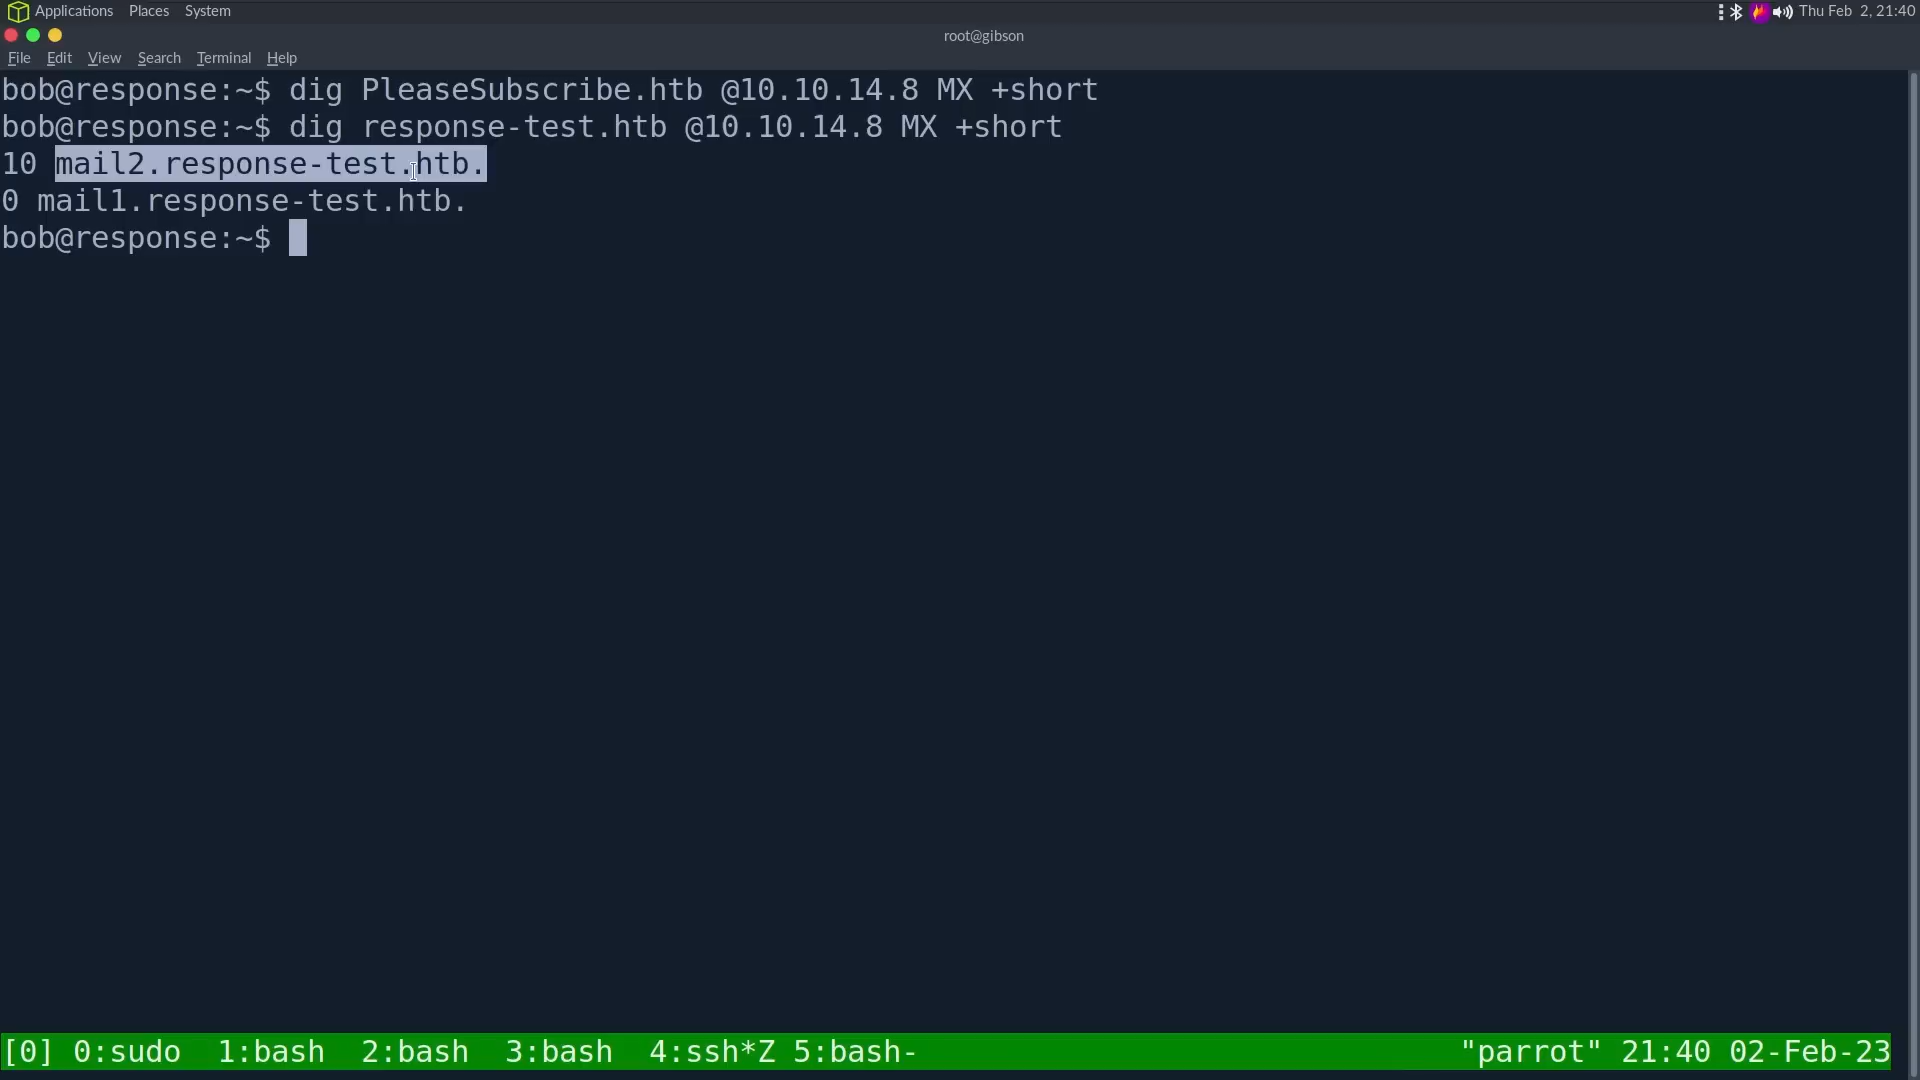 Applications Places System Thu Feb 2, 21:40
root@gibson
File Edit View Search Terminal Help
bob@response:~$ dig PleaseSubscribe.htb @10.10.14.8 MX +short
bob@response:~$ dig response-test.htb @10.10.14.8 MX +short
10 mail2.response-test.htb.
0 mail1.response-test.htb.
bob@response:~$
[0] 0:sudo 1:bash 2:bash 3:bash 4:ssh*Z 5:bash- "parrot" 21:40 02-Feb-23